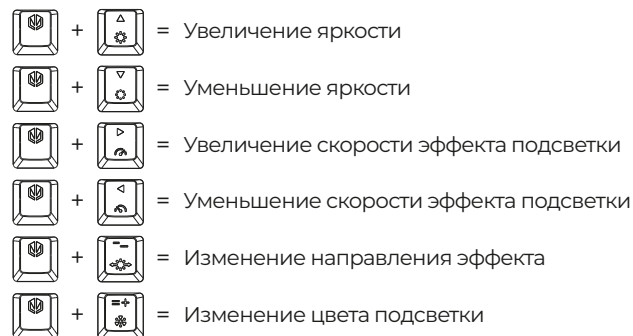 + = Увеличение яркости
+ = Уменьшение яркости
+ = Увеличение скорости эффекта подсветки
+ = Уменьшение скорости эффекта подсветки
+ = Изменение направления эффекта
+ =+ = Изменение цвета подсветки